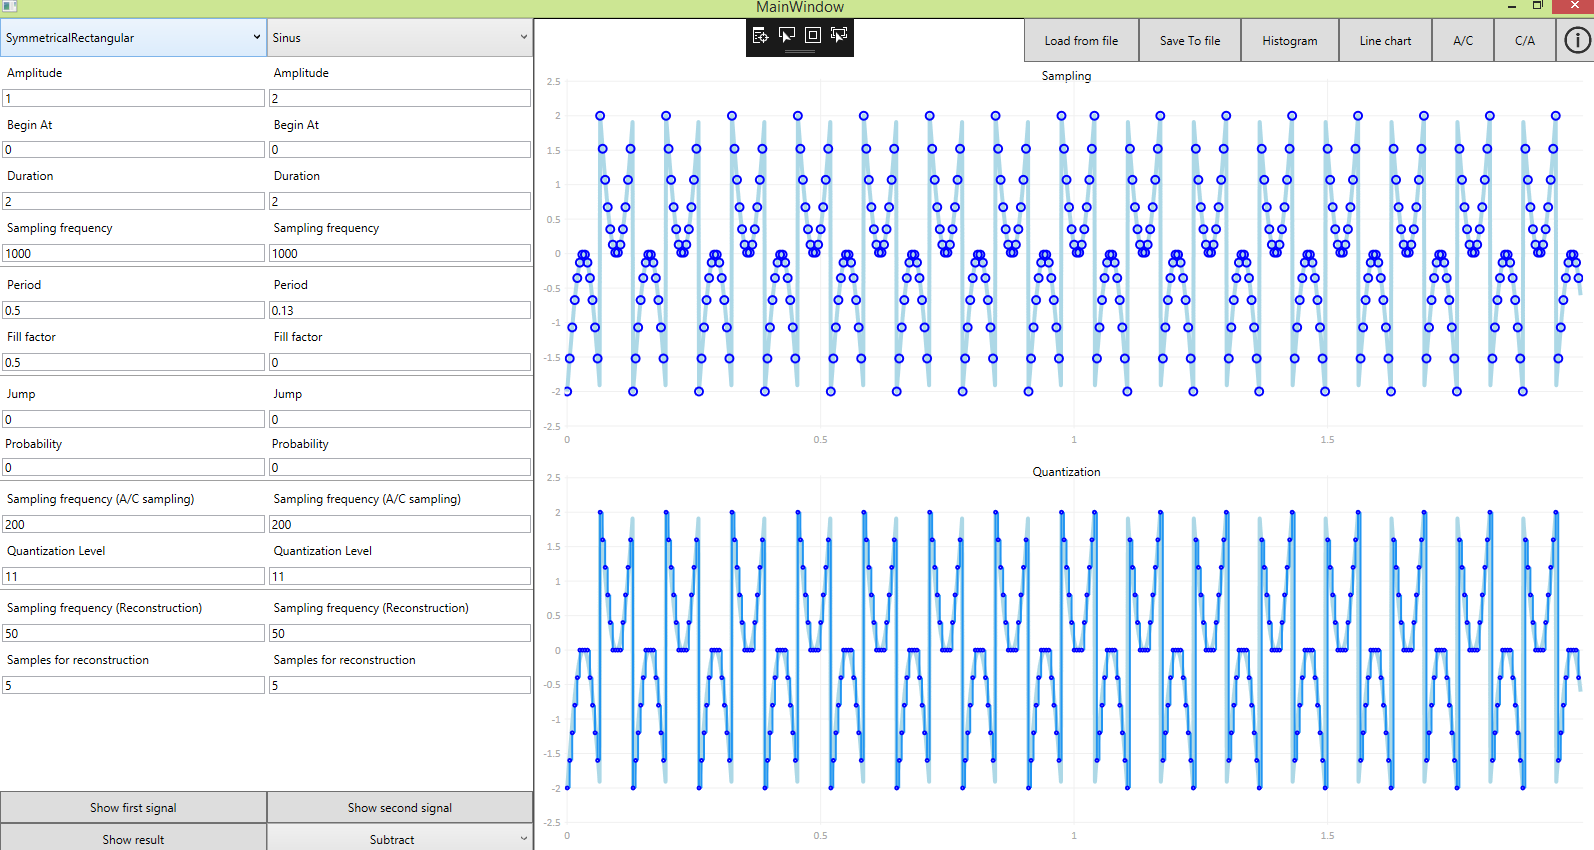 MainWindow
SymmetricalRectangular Sinus
Load from file Save To file Histogram Line chart A/C C/A
Amplitude Amplitude
1 2
Begin At Begin At
0 0
Duration Duration
2 2
Sampling frequency Sampling frequency
1000 1000
Period Period
0.5 0.13
Fill factor Fill factor
0.5 0
Jump Jump
0 0
Probability Probability
0 0
Sampling frequency (A/C sampling) Sampling frequency (A/C sampling)
200 200
Quantization Level Quantization Level
11 11
Sampling frequency (Reconstruction) Sampling frequency (Reconstruction)
50 50
Samples for reconstruction Samples for reconstruction
5 5
Show first signal Show second signal
Show result Subtract
Sampling
2.5
2
1.5
1
0.5
0
-0.5
-1
-1.5
-2
-2.5
0 0.5 1 1.5
Quantization
2.5
2
1.5
1
0.5
0
-0.5
-1
-1.5
-2
-2.5
0 0.5 1 1.5